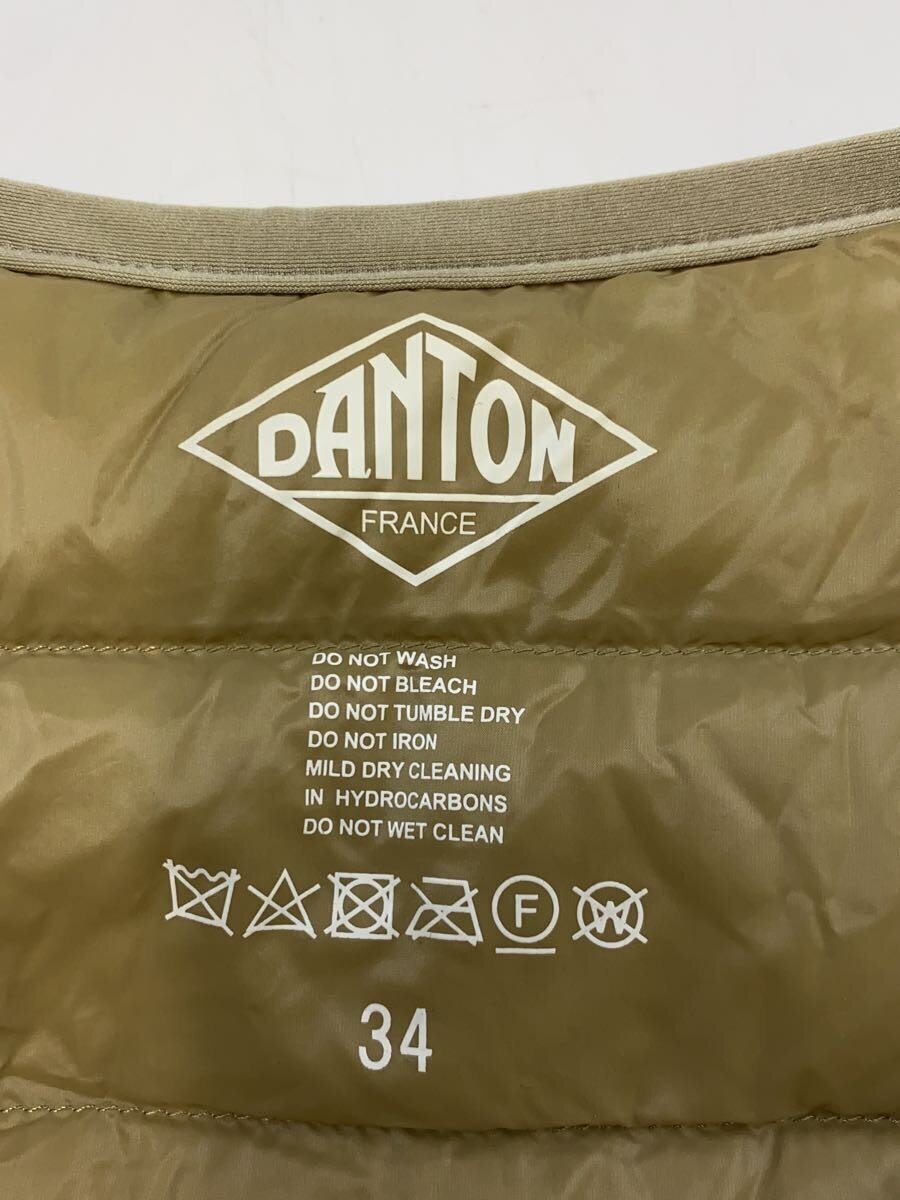 DANTON
FRANCE
DO NOT WASH
DO NOT BLEACH
DO NOT TUMBLE DRY
DO NOT IRON
MILD DRY CLEANING
IN HYDROCARBONS
DO NOT WET CLEAN
F W
34